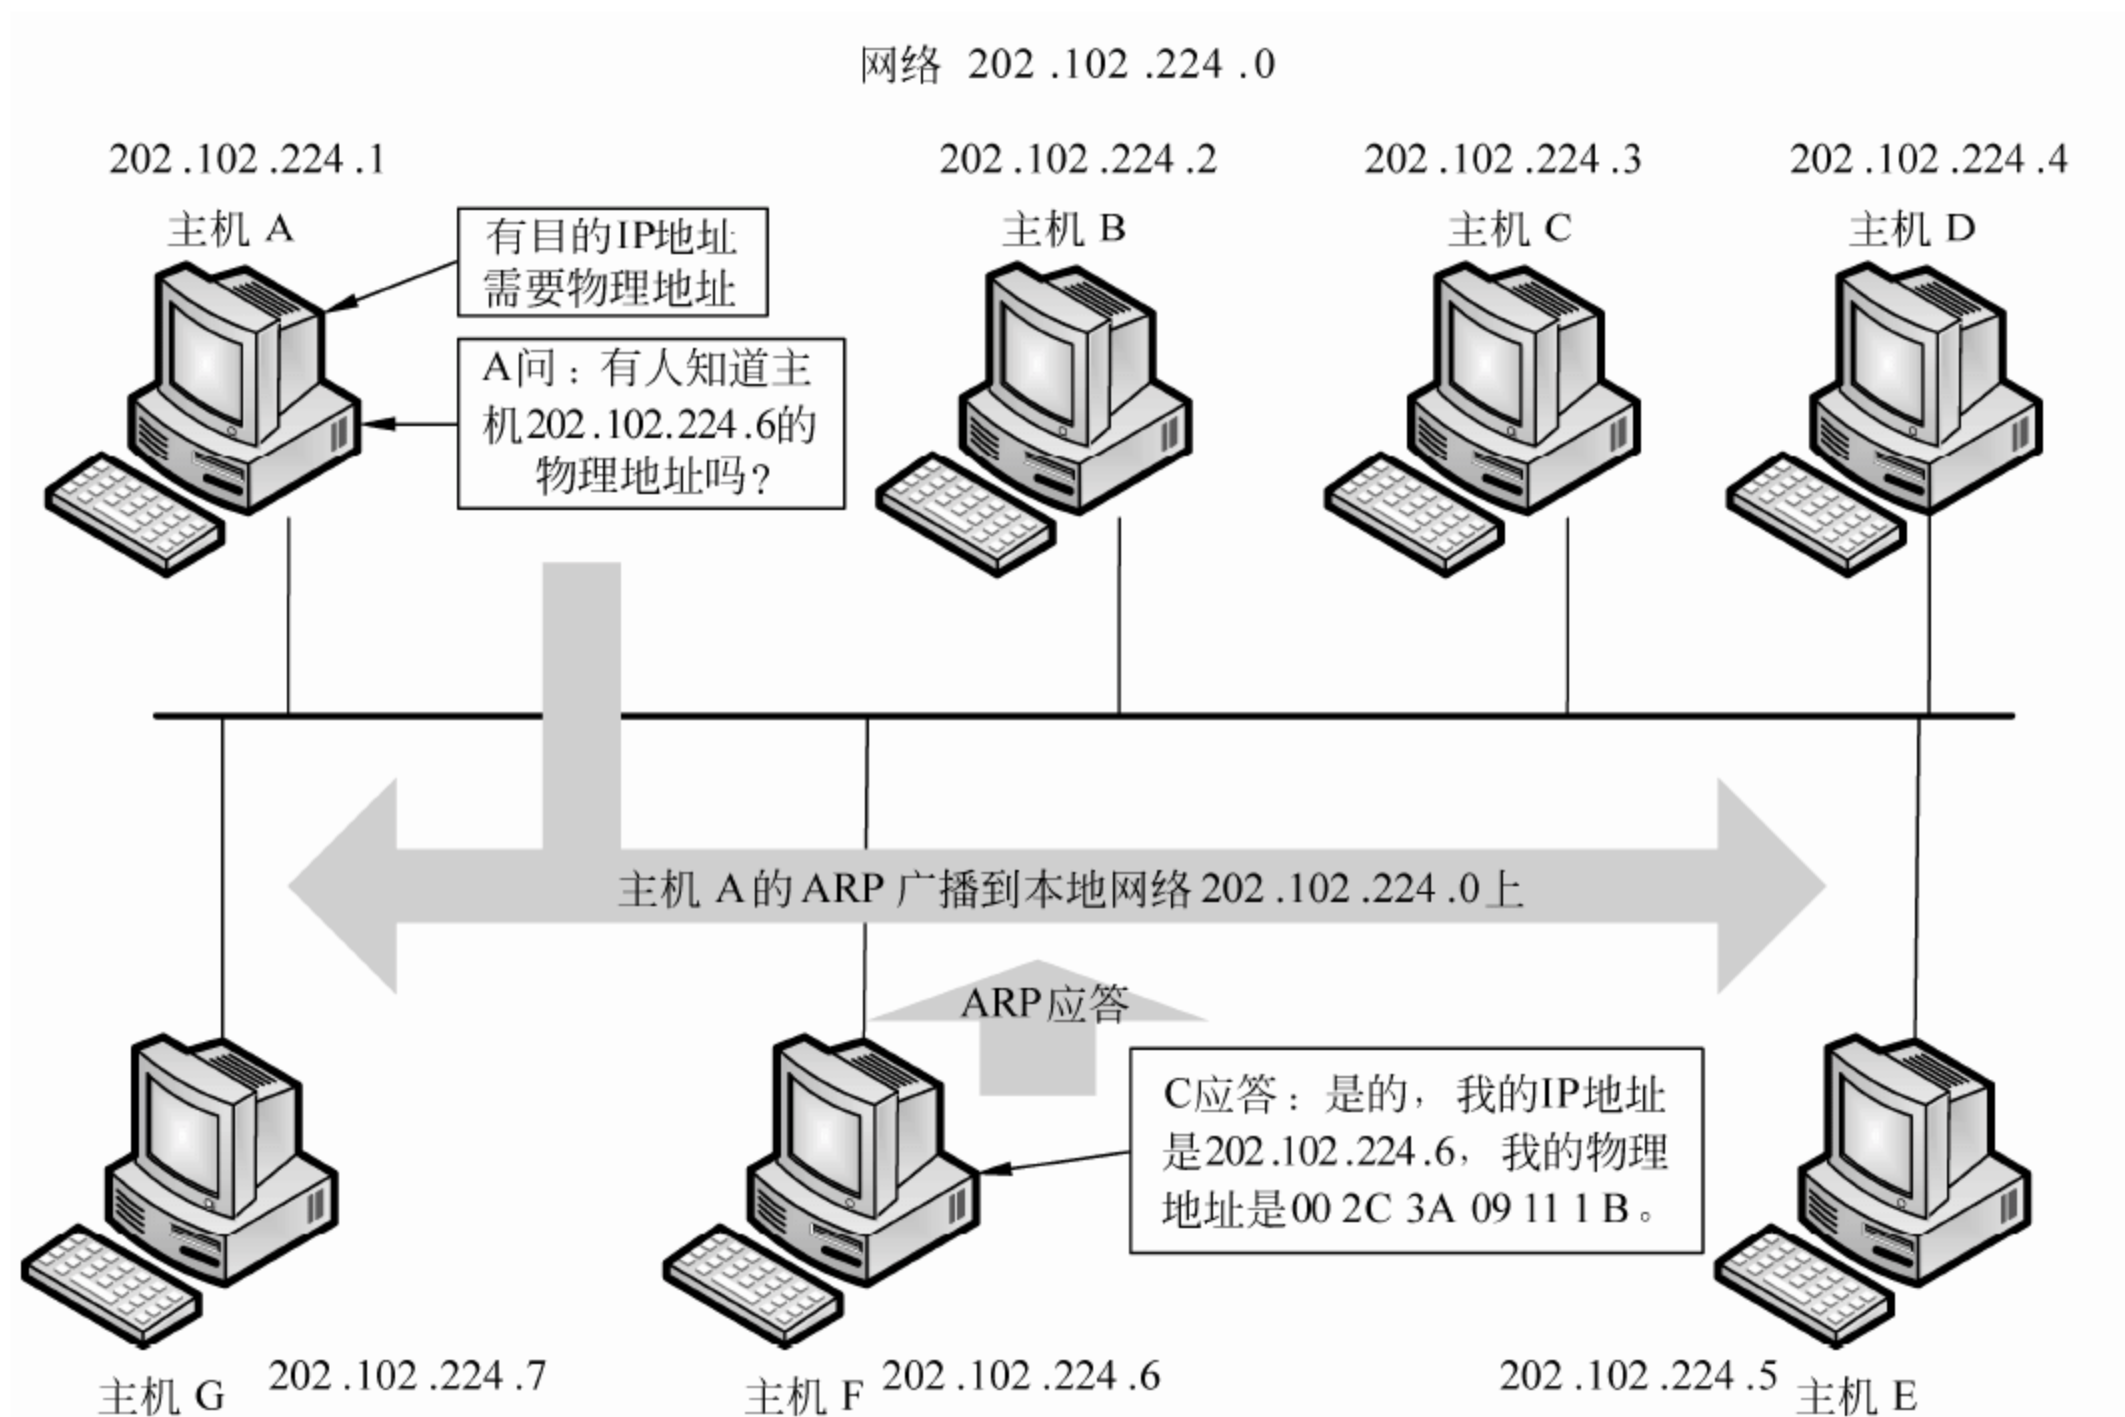 网络 202.102.224.0
202.102.224.1
主机 A
202.102.224.2
主机 B
202.102.224.3
主机 C
202.102.224.4
主机 D
有目的IP地址
需要物理地址
A问：有人知道主
机202.102.224.6的
物理地址吗？
主机 A的ARP 广播到本地网络202.102.224.0上
ARP应答
C应答：是的，我的IP地址
是202.102.224.6，我的物理
地址是00 2C 3A 09 11 1 B。
主机 G 202.102.224.7
主机 F 202.102.224.6
202.102.224.5 主机 E